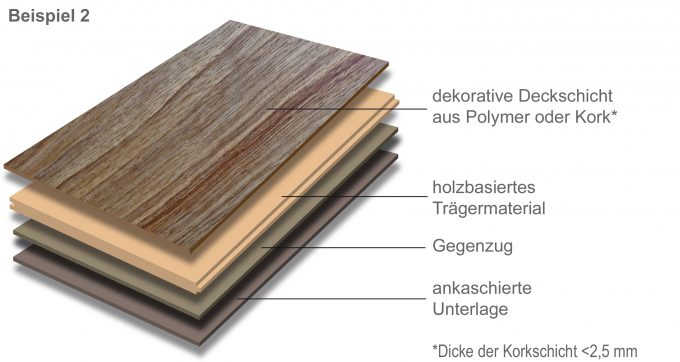 Beispiel 2
dekorative Deckschicht
aus Polymer oder Kork*
holzbasiertes
Trägermaterial
Gegenzug
ankaschierte
Unterlage
*Dicke der Korkschicht <2,5 mm